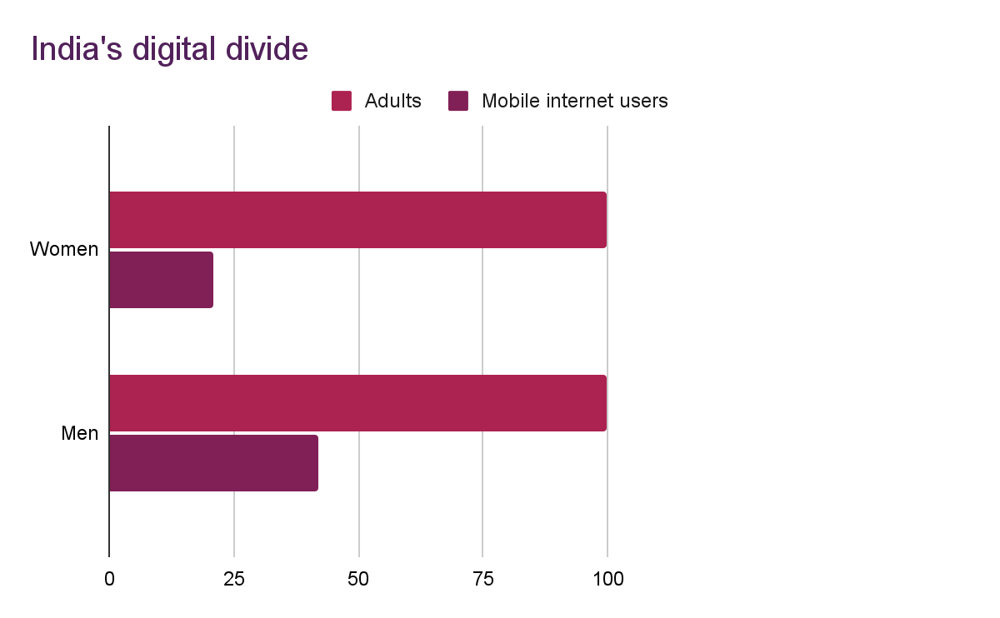 India's digital divide
Adults
Mobile internet users
Women
Men
0
25
50
75
100